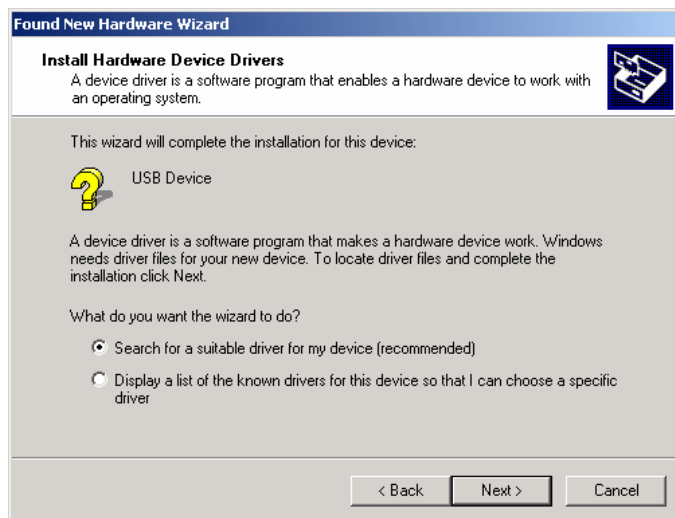 Found New Hardware Wizard
Install Hardware Device Drivers
A device driver is a software program that enables a hardware device to work with
an operating system.
This wizard will complete the installation for this device:
USB Device
A device driver is a software program that makes a hardware device work. Windows
needs driver files for your new device. To locate driver files and complete the
installation click Next.
What do you want the wizard to do?
Search for a suitable driver for my device (recommended)
Display a list of the known drivers for this device so that I can choose a specific
driver
< Back Next > Cancel